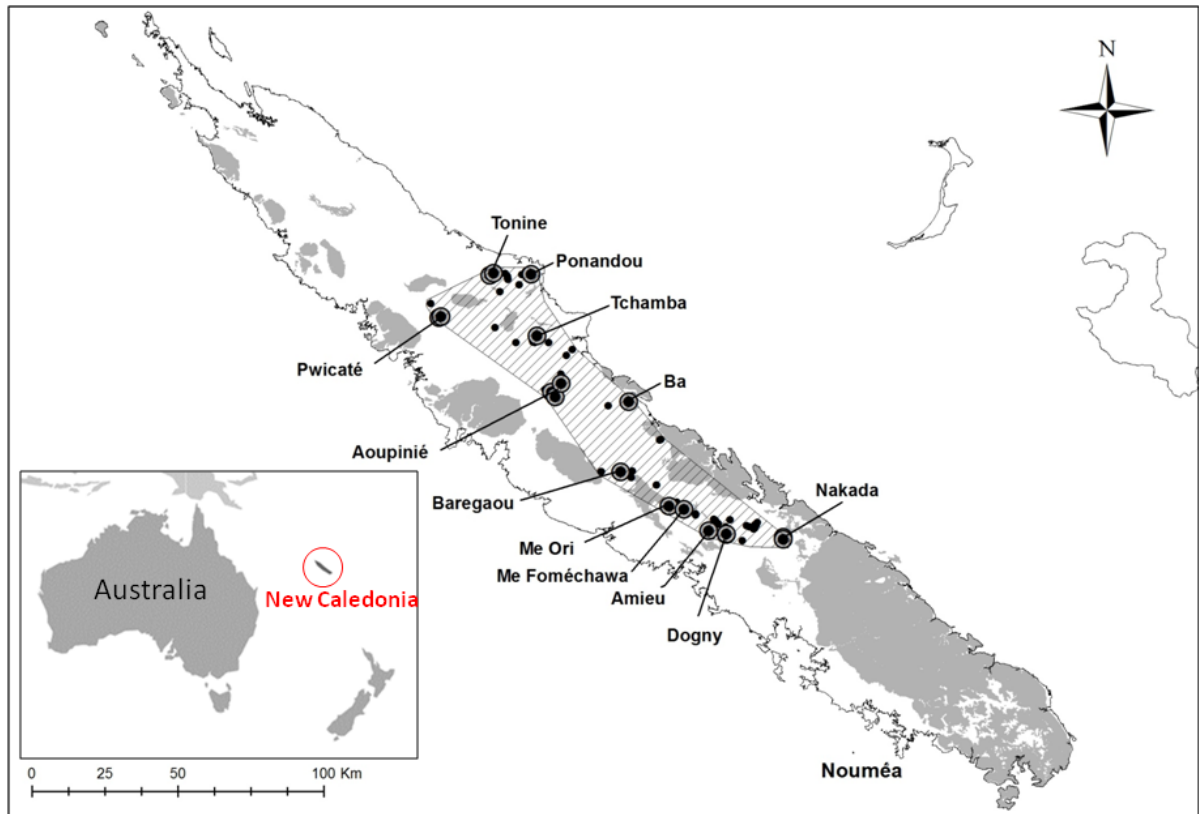 N
Tonine
Ponandou
Tchamba
Pwicaté
Ba
Aoupinié
Baregaou
Nakada
Me Ori
Me Foméchawa
Amieu
Dogny
Australia
New Caledonia
0 25 50 100 Km
Nouméa